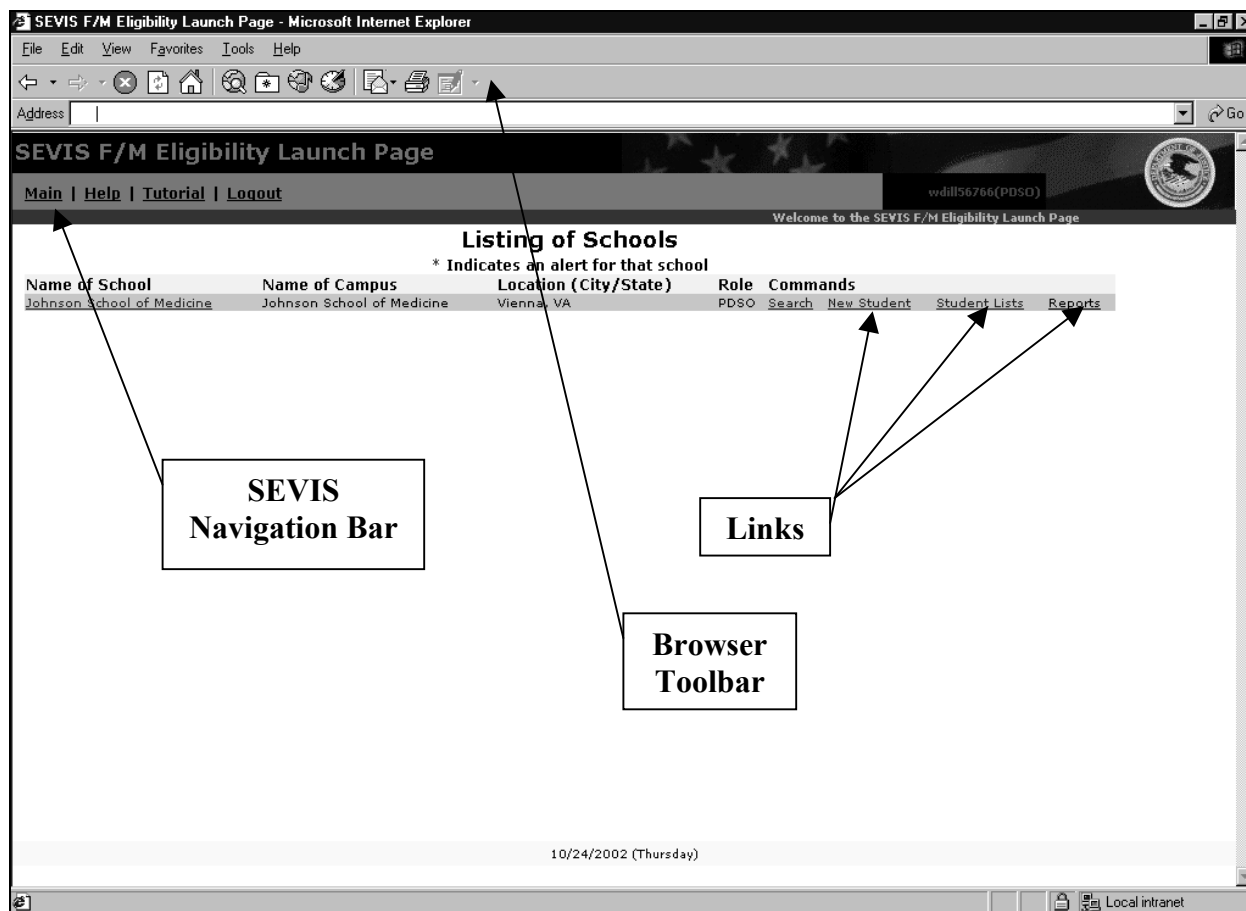 SEVIS F/M Eligibility Launch Page - Microsoft Internet Explorer
File Edit View Favorites Tools Help
Address Go
SEVIS F/M Eligibility Launch Page
Main | Help | Tutorial | Logout
wdill56766(PDSO)
Welcome to the SEVIS F/M Eligibility Launch Page
Listing of Schools
* Indicates an alert for that school
Name of School Name of Campus Location (City/State) Role Commands
Johnson School of Medicine Johnson School of Medicine Vienna, VA PDSO Search New Student Student Lists Reports
SEVIS
Navigation Bar
Links
Browser
Toolbar
10/24/2002 (Thursday)
Local intranet